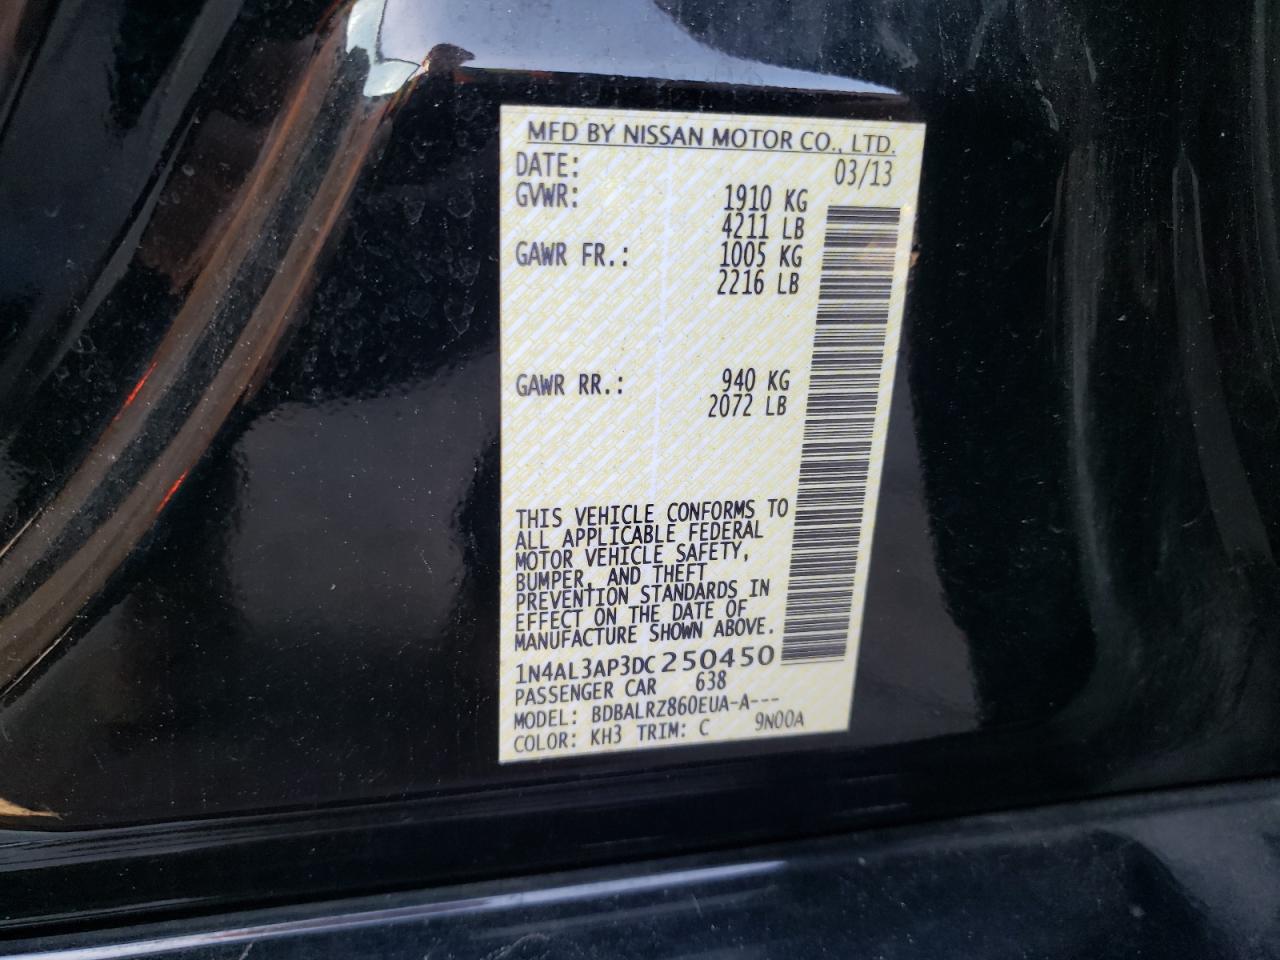 MFD BY NISSAN MOTOR CO., LTD.
DATE: 03/13
GVWR: 1910 KG
4211 LB
GAWR FR.: 1005 KG
2216 LB
GAWR RR.: 940 KG
2072 LB
THIS VEHICLE CONFORMS TO
ALL APPLICABLE FEDERAL
MOTOR VEHICLE SAFETY,
BUMPER, AND THEFT
PREVENTION STANDARDS IN
EFFECT ON THE DATE OF
MANUFACTURE SHOWN ABOVE.
1N4AL3AP3DC250450
PASSENGER CAR 638
MODEL: BDBALRZ860EUA-A---
COLOR: KH3 TRIM: C 9N00A